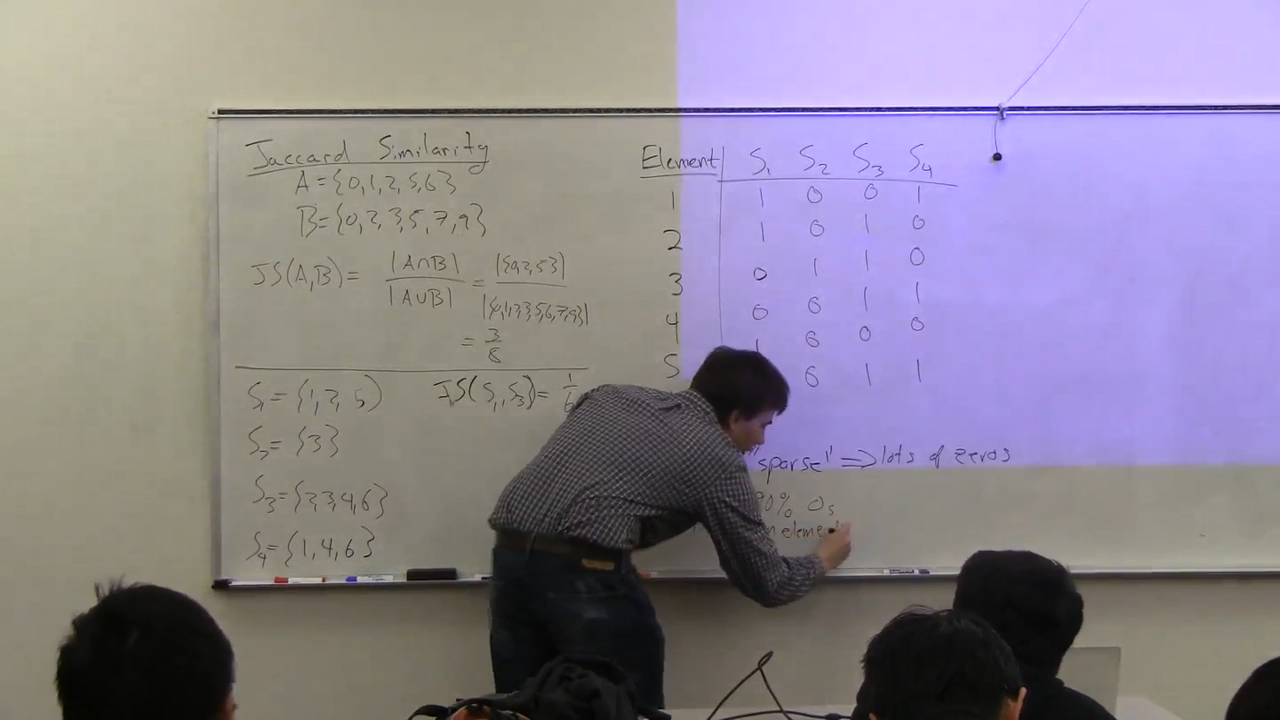 Jaccard Similarity
A={0,1,2,5,6}
B={0,2,3,5,7,9}
JS(A,B)= |A∩B| / |A∪B| = |{0,2,5}| / |{0,1,2,3,5,6,7,9}|
= 3/8
S₁={1,2,5} JS(S₁,S₃)= 1/6
S₂={3}
S₃={2,3,4,6}
S₄={1,4,6}
Element S₁ S₂ S₃ S₄
1 1 0 0 1
2 1 0 1 0
3 0 1 1 0
4 0 0 1 1
5 1 0 0 0
0 1 1
"sparse" => lots of zeros
90% 0s
element